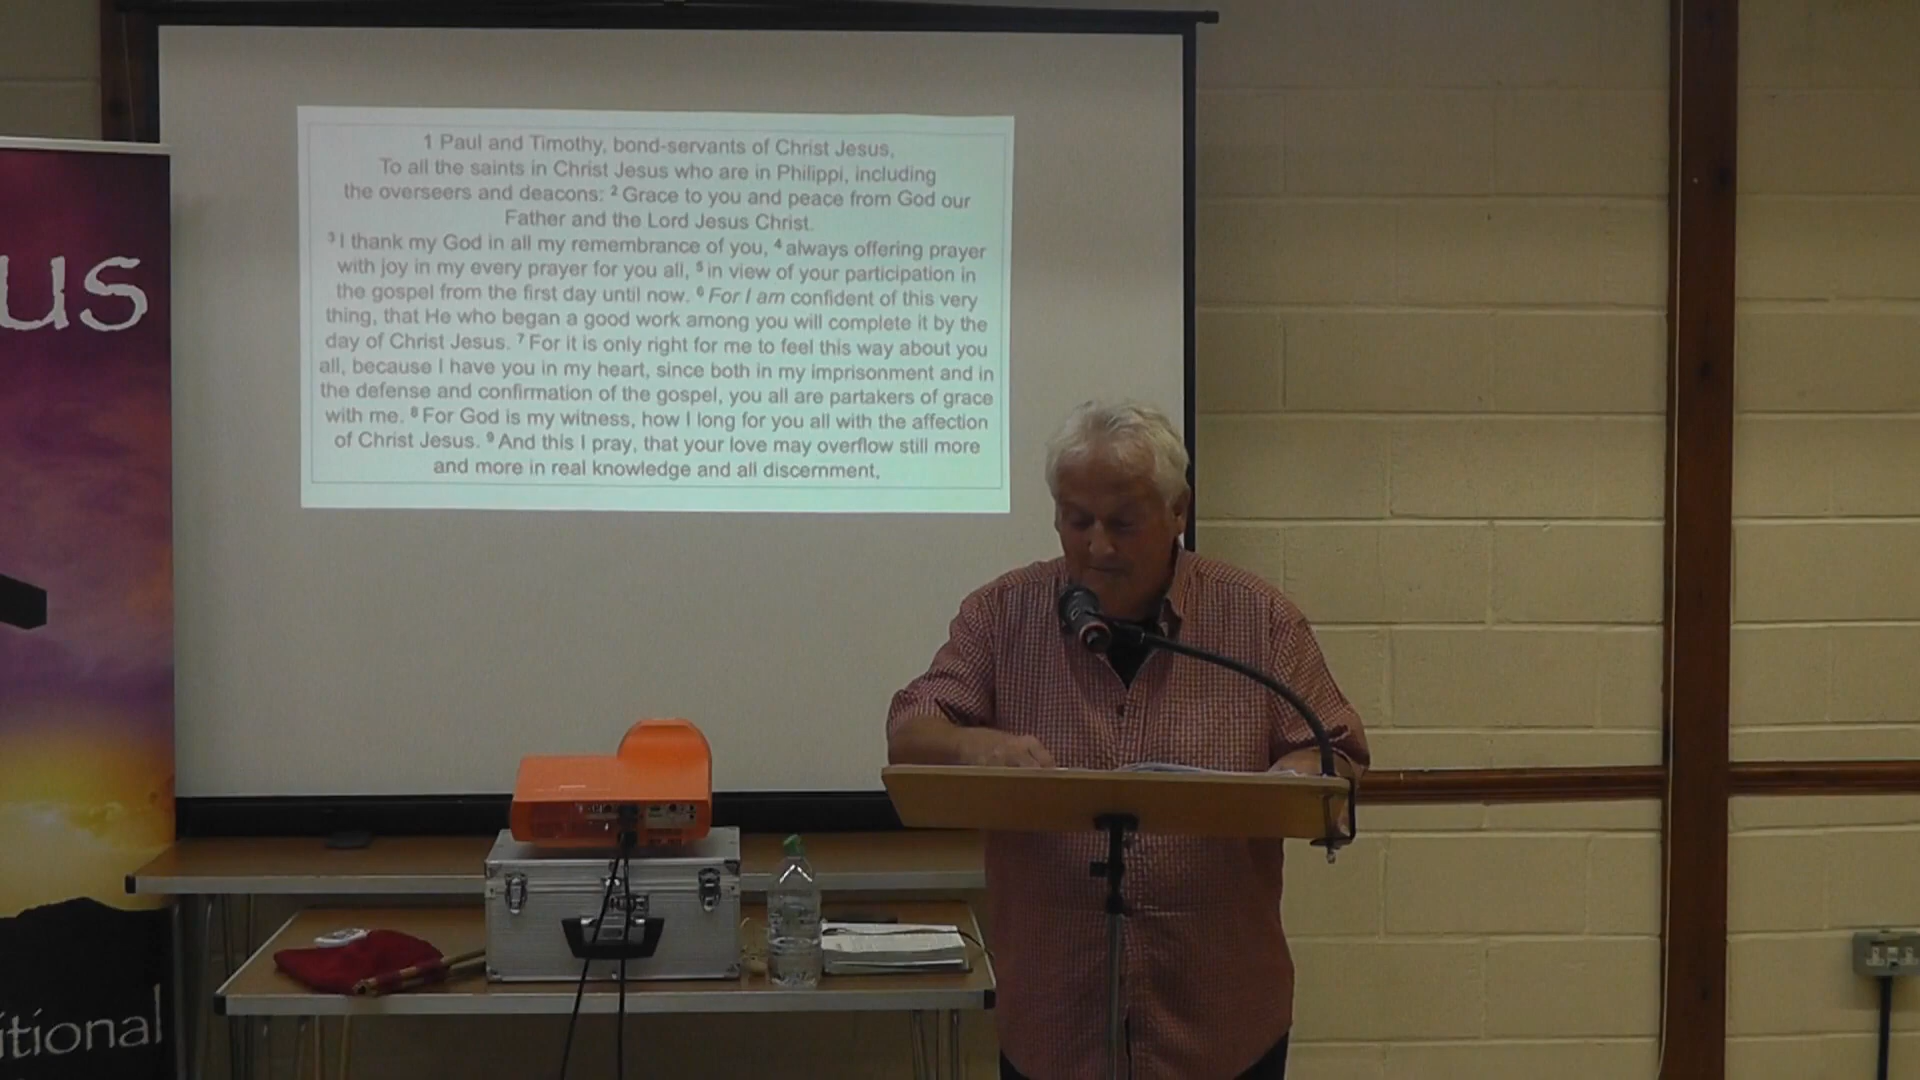 1 Paul and Timothy, bond-servants of Christ Jesus,
To all the saints in Christ Jesus who are in Philippi, including
the overseers and deacons: ² Grace to you and peace from God our
Father and the Lord Jesus Christ.
³ I thank my God in all my remembrance of you, ⁴ always offering prayer
with joy in my every prayer for you all, ⁵ in view of your participation in
the gospel from the first day until now. ⁶ For I am confident of this very
thing, that He who began a good work among you will complete it by the
day of Christ Jesus. ⁷ For it is only right for me to feel this way about you
all, because I have you in my heart, since both in my imprisonment and in
the defense and confirmation of the gospel, you all are partakers of grace
with me. ⁸ For God is my witness, how I long for you all with the affection
of Christ Jesus. ⁹ And this I pray, that your love may overflow still more
and more in real knowledge and all discernment,
us
itional